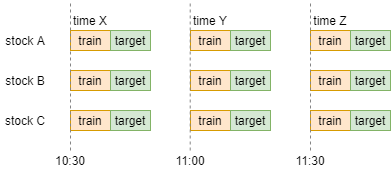 time X time Y time Z
stock A train target train target train target
stock B train target train target train target
stock C train target train target train target
10:30 11:00 11:30